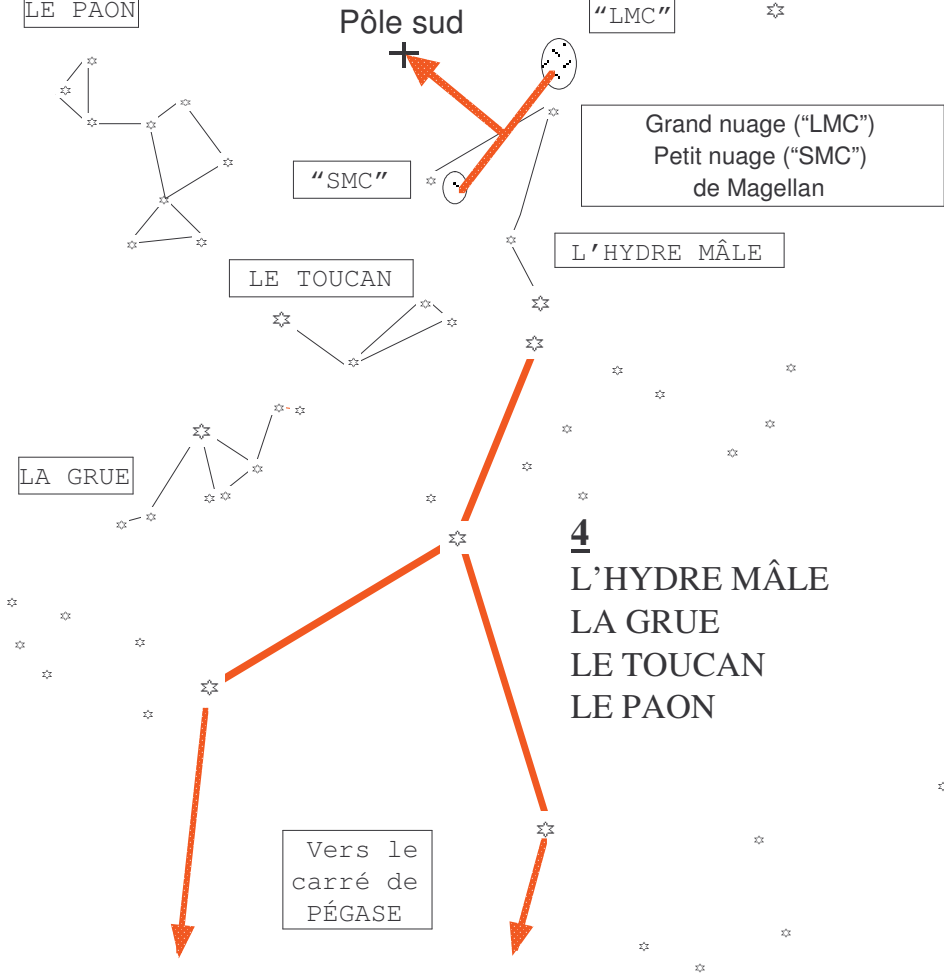 LE PAON
Pôle sud
“LMC”
Grand nuage (“LMC”)
Petit nuage (“SMC”)
de Magellan
“SMC”
L'HYDRE MÂLE
LE TOUCAN
LA GRUE
4
L'HYDRE MÂLE
LA GRUE
LE TOUCAN
LE PAON
Vers le
carré de
PÉGASE